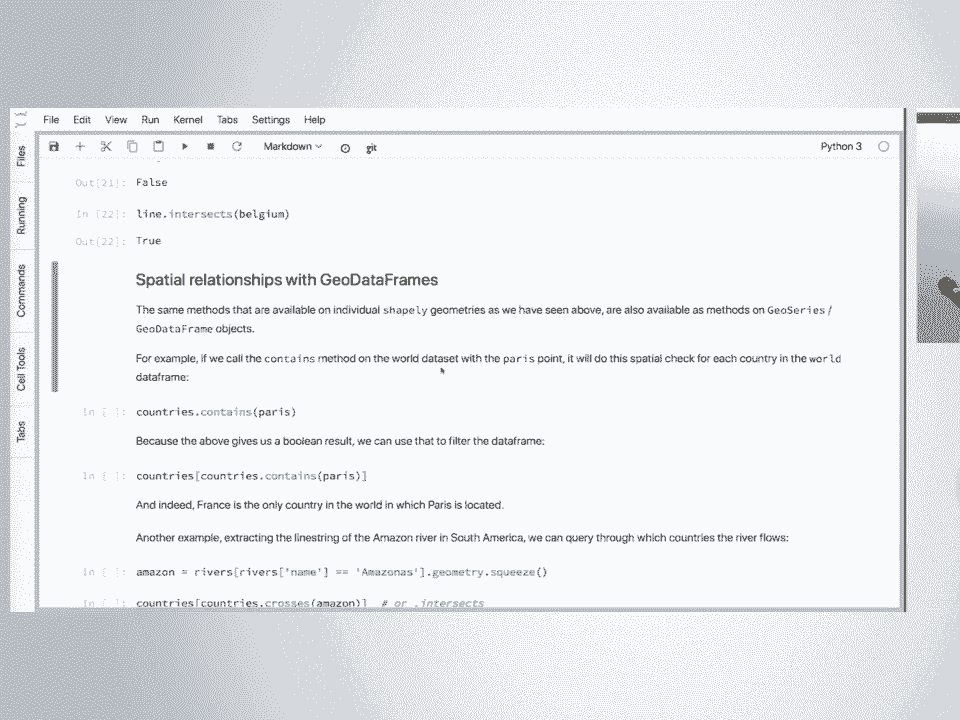 File Edit View Run Kernel Tabs Settings Help
Files
Running
Commands
Cell Tools
Tabs
Markdown
git
Python 3
Out[21]: False
In [22]: line.intersects(belgium)
Out[22]: True
Spatial relationships with GeoDataFrames
The same methods that are available on individual shapely geometries as we have seen above, are also available as methods on GeoSeries /
GeoDataFrame objects.
For example, if we call the contains method on the world dataset with the paris point, it will do this spatial check for each country in the world
dataframe:
In [ ]: countries.contains(paris)
Because the above gives us a boolean result, we can use that to filter the dataframe:
In [ ]: countries[countries.contains(paris)]
And indeed, France is the only country in the world in which Paris is located.
Another example, extracting the linestring of the Amazon river in South America, we can query through which countries the river flows:
In [ ]: amazon = rivers[rivers['name'] == 'Amazonas'].geometry.squeeze()
In [ ]: countries[countries.crosses(amazon)] # or .intersects